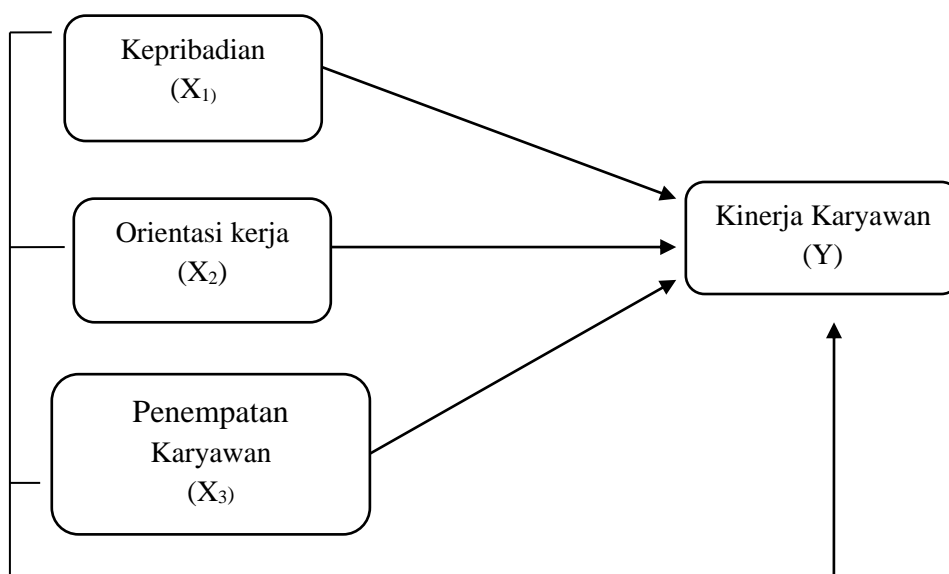 Kepribadian
(X₁)
Orientasi kerja
(X₂)
Penempatan
Karyawan
(X₃)
Kinerja Karyawan
(Y)